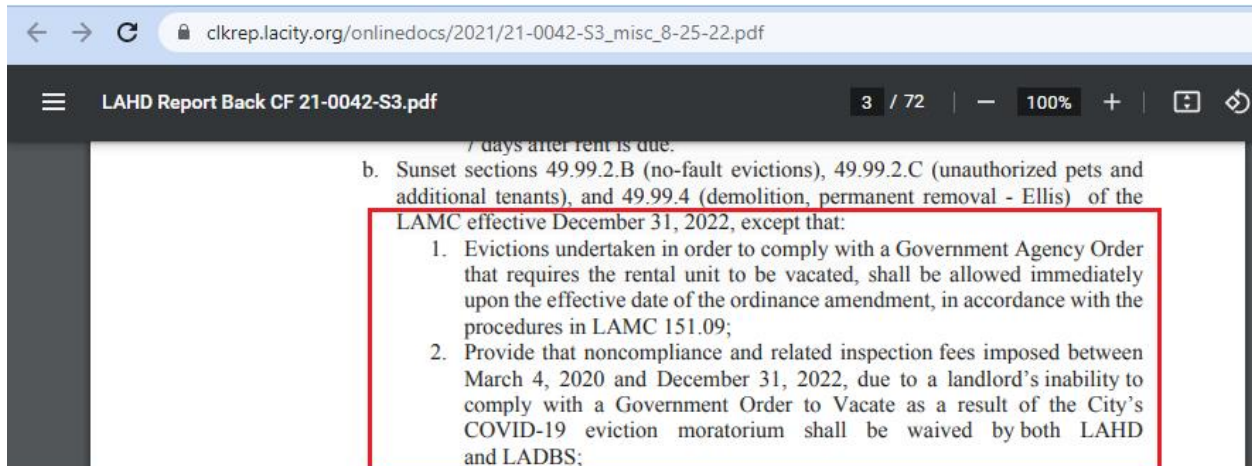 clkrep.lacity.org/onlinedocs/2021/21-0042-S3_misc_8-25-22.pdf
LAHD Report Back CF 21-0042-S3.pdf 3 / 72 | − 100% + |
7 days after rent is due.
b. Sunset sections 49.99.2.B (no-fault evictions), 49.99.2.C (unauthorized pets and
additional tenants), and 49.99.4 (demolition, permanent removal - Ellis) of the
LAMC effective December 31, 2022, except that:
1. Evictions undertaken in order to comply with a Government Agency Order
that requires the rental unit to be vacated, shall be allowed immediately
upon the effective date of the ordinance amendment, in accordance with the
procedures in LAMC 151.09;
2. Provide that noncompliance and related inspection fees imposed between
March 4, 2020 and December 31, 2022, due to a landlord's inability to
comply with a Government Order to Vacate as a result of the City's
COVID-19 eviction moratorium shall be waived by both LAHD
and LADBS;